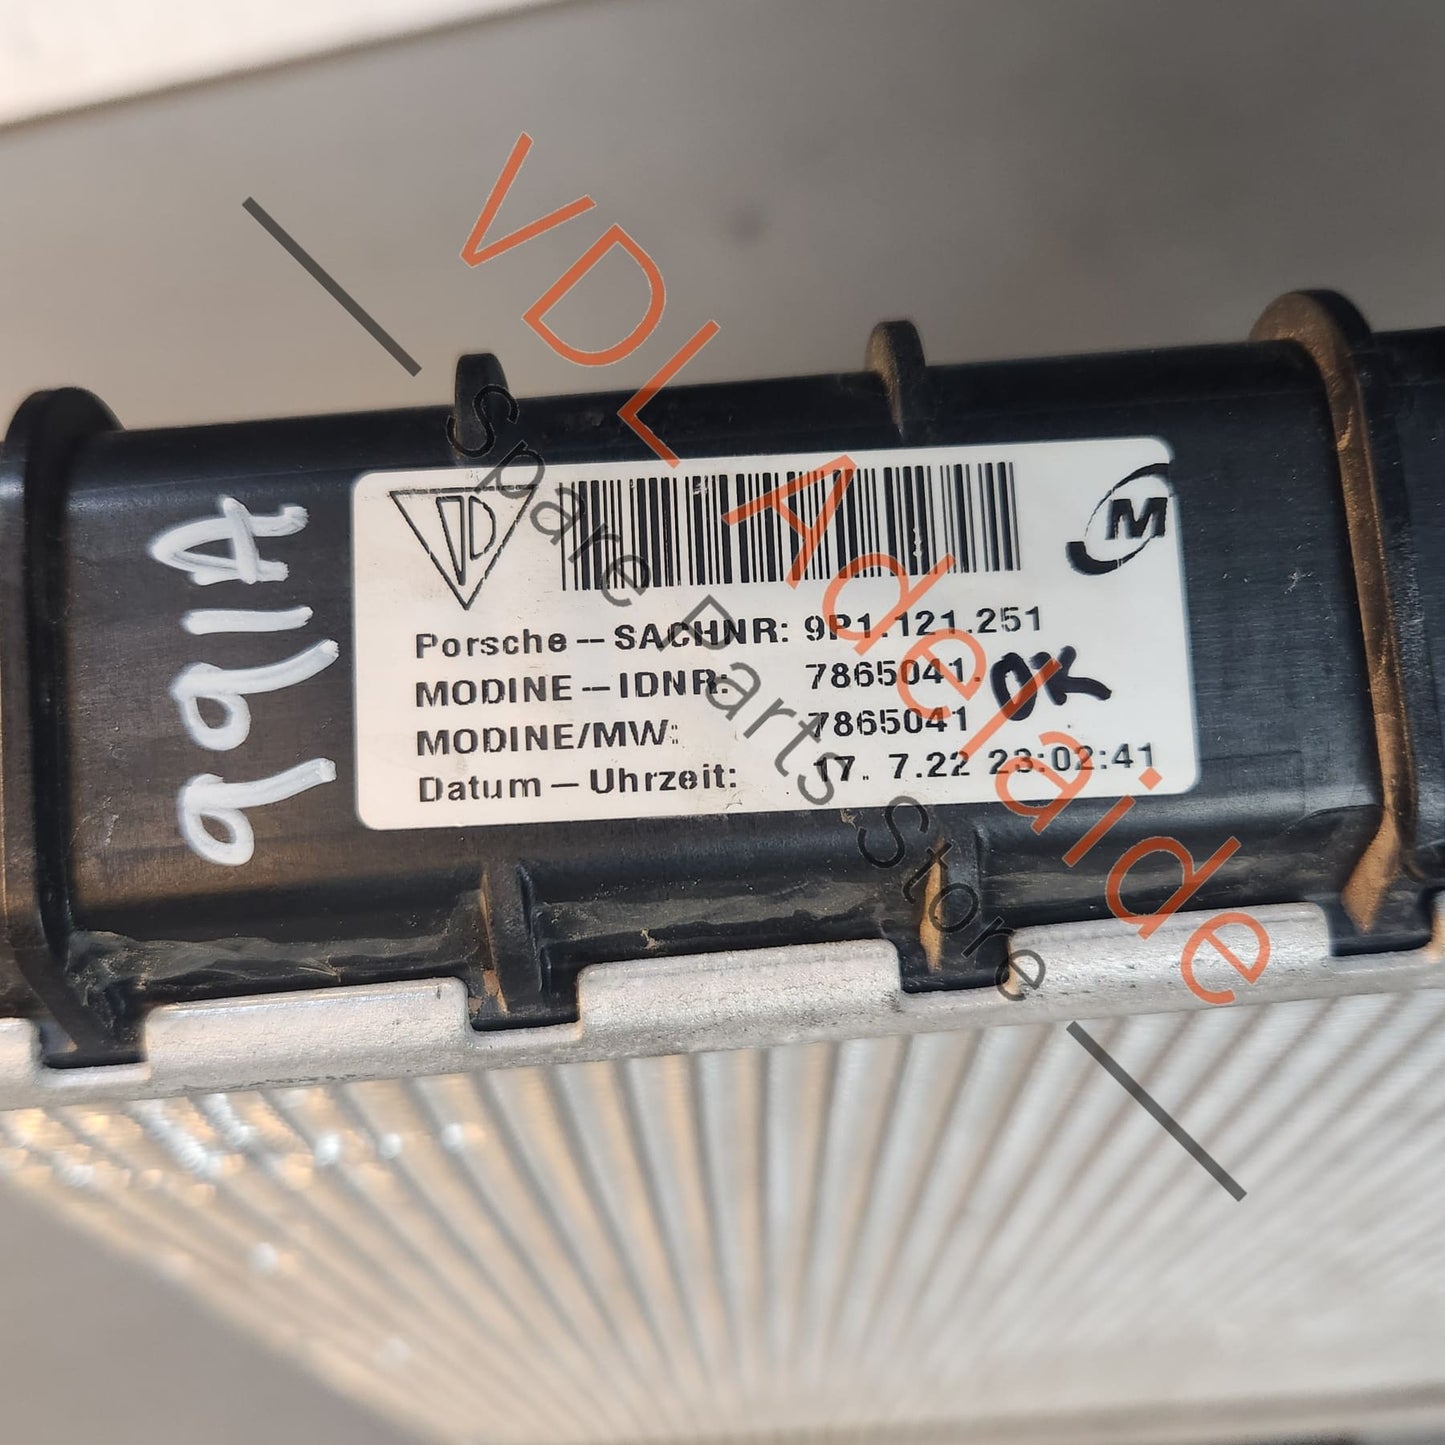 991A
Porsche – SACHNR: 9P1.121.251
MODINE – IDNR: 7865041.
MODINE/MW: 7865041
Datum – Uhrzeit: 17. 7.22 23:02:41
OK
M
VDL Adelaide
Spare Parts Store